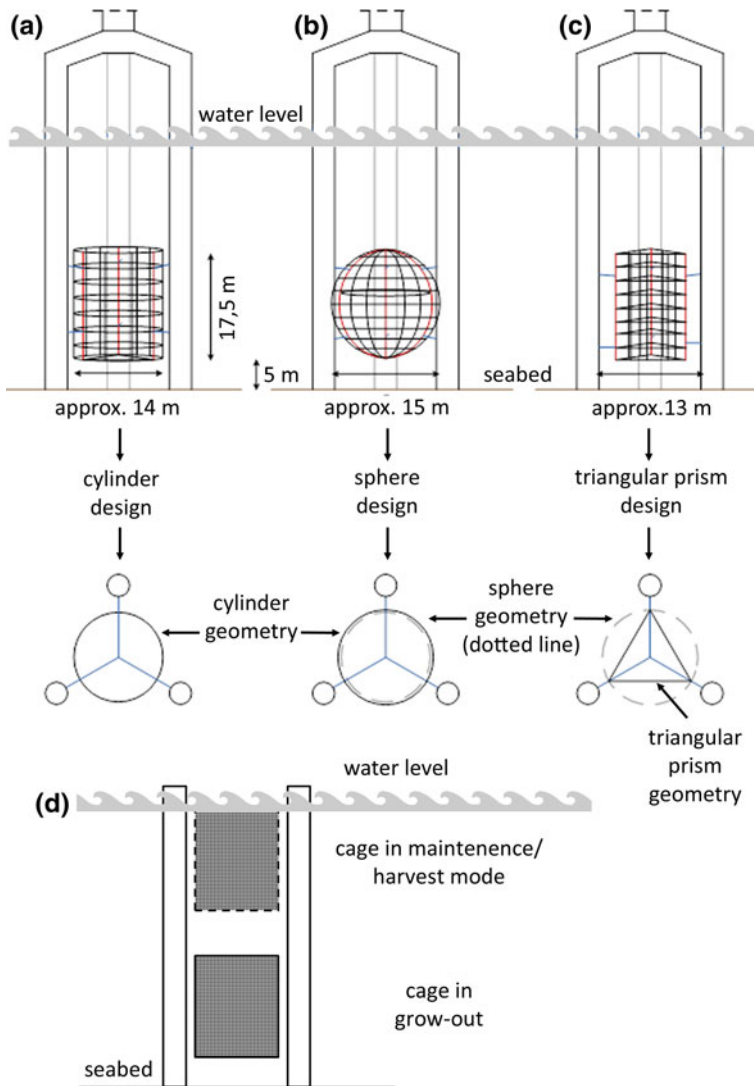 (a)
(b)
(c)
water level
17,5 m
5 m
seabed
approx. 14 m
approx. 15 m
approx.13 m
cylinder
design
sphere
design
triangular prism
design
cylinder
geometry
sphere
geometry
(dotted line)
triangular
prism
geometry
water level
(d)
cage in maintenence/
harvest mode
cage in
grow-out
seabed